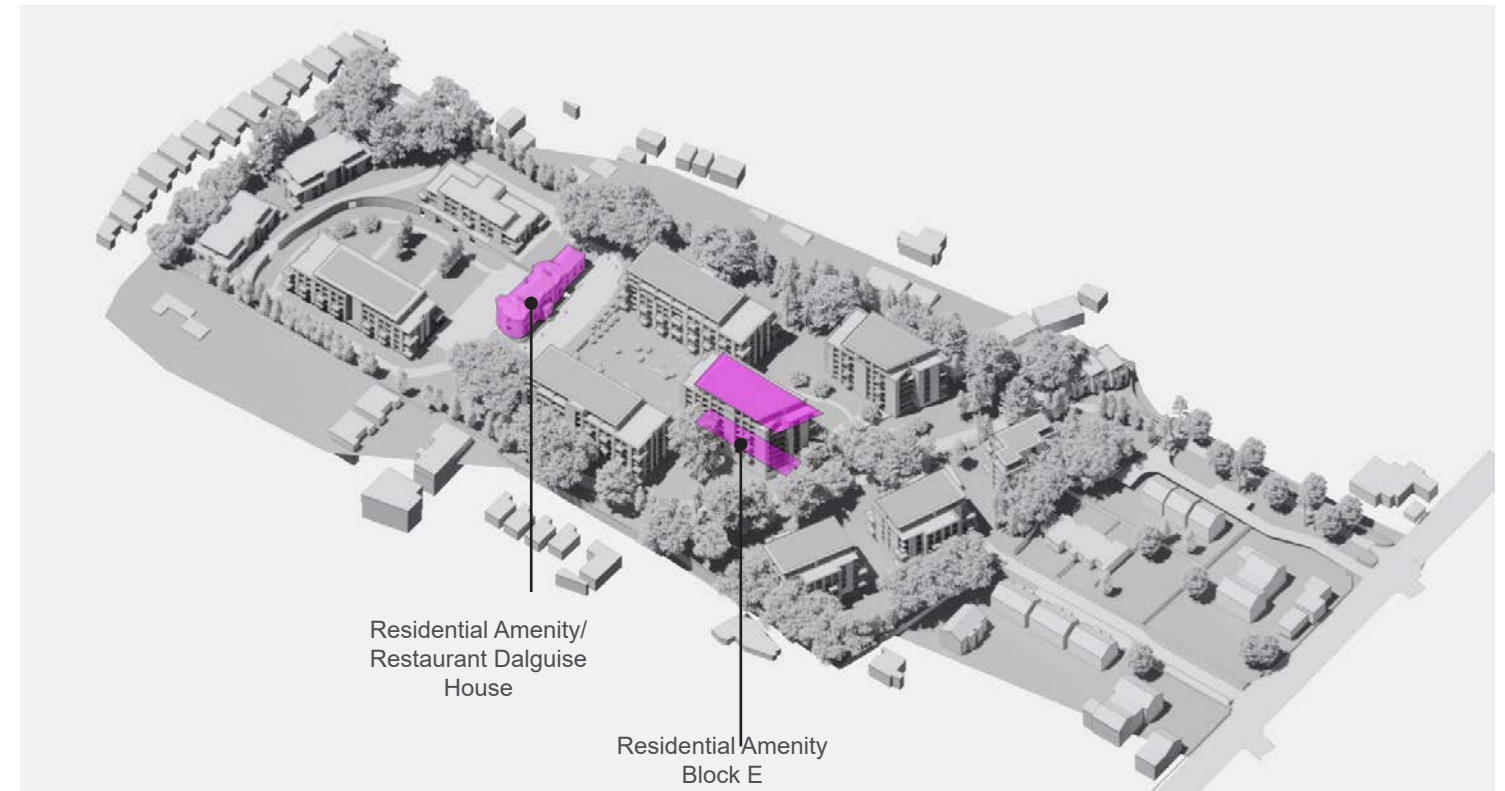 Residential Amenity/
Restaurant Dalguise
House
Residential Amenity
Block E